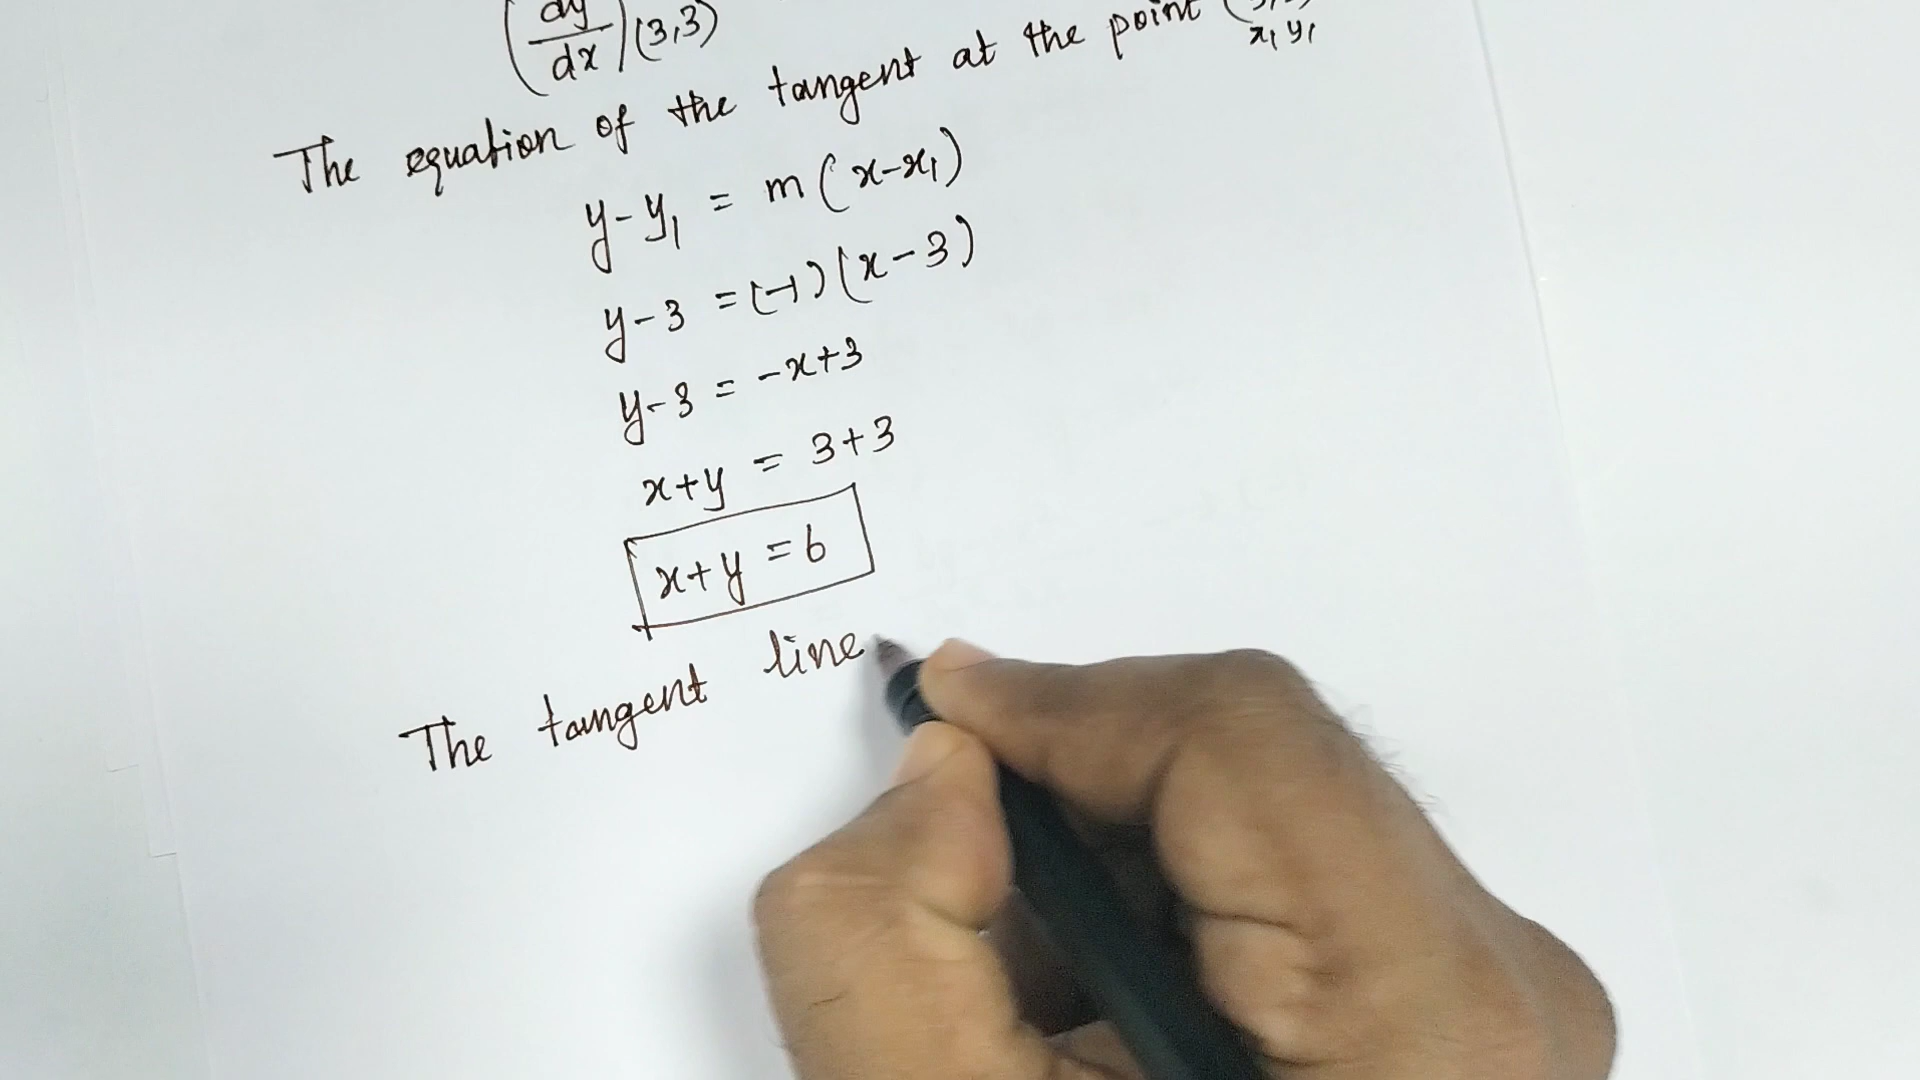 (dy/dx)(3,3)
The equation of the tangent at the point
x₁ y₁
y-y₁ = m(x-x₁)
y-3 = (-1)(x-3)
y-3 = -x+3
x+y = 3+3
x+y = 6
The tangent line